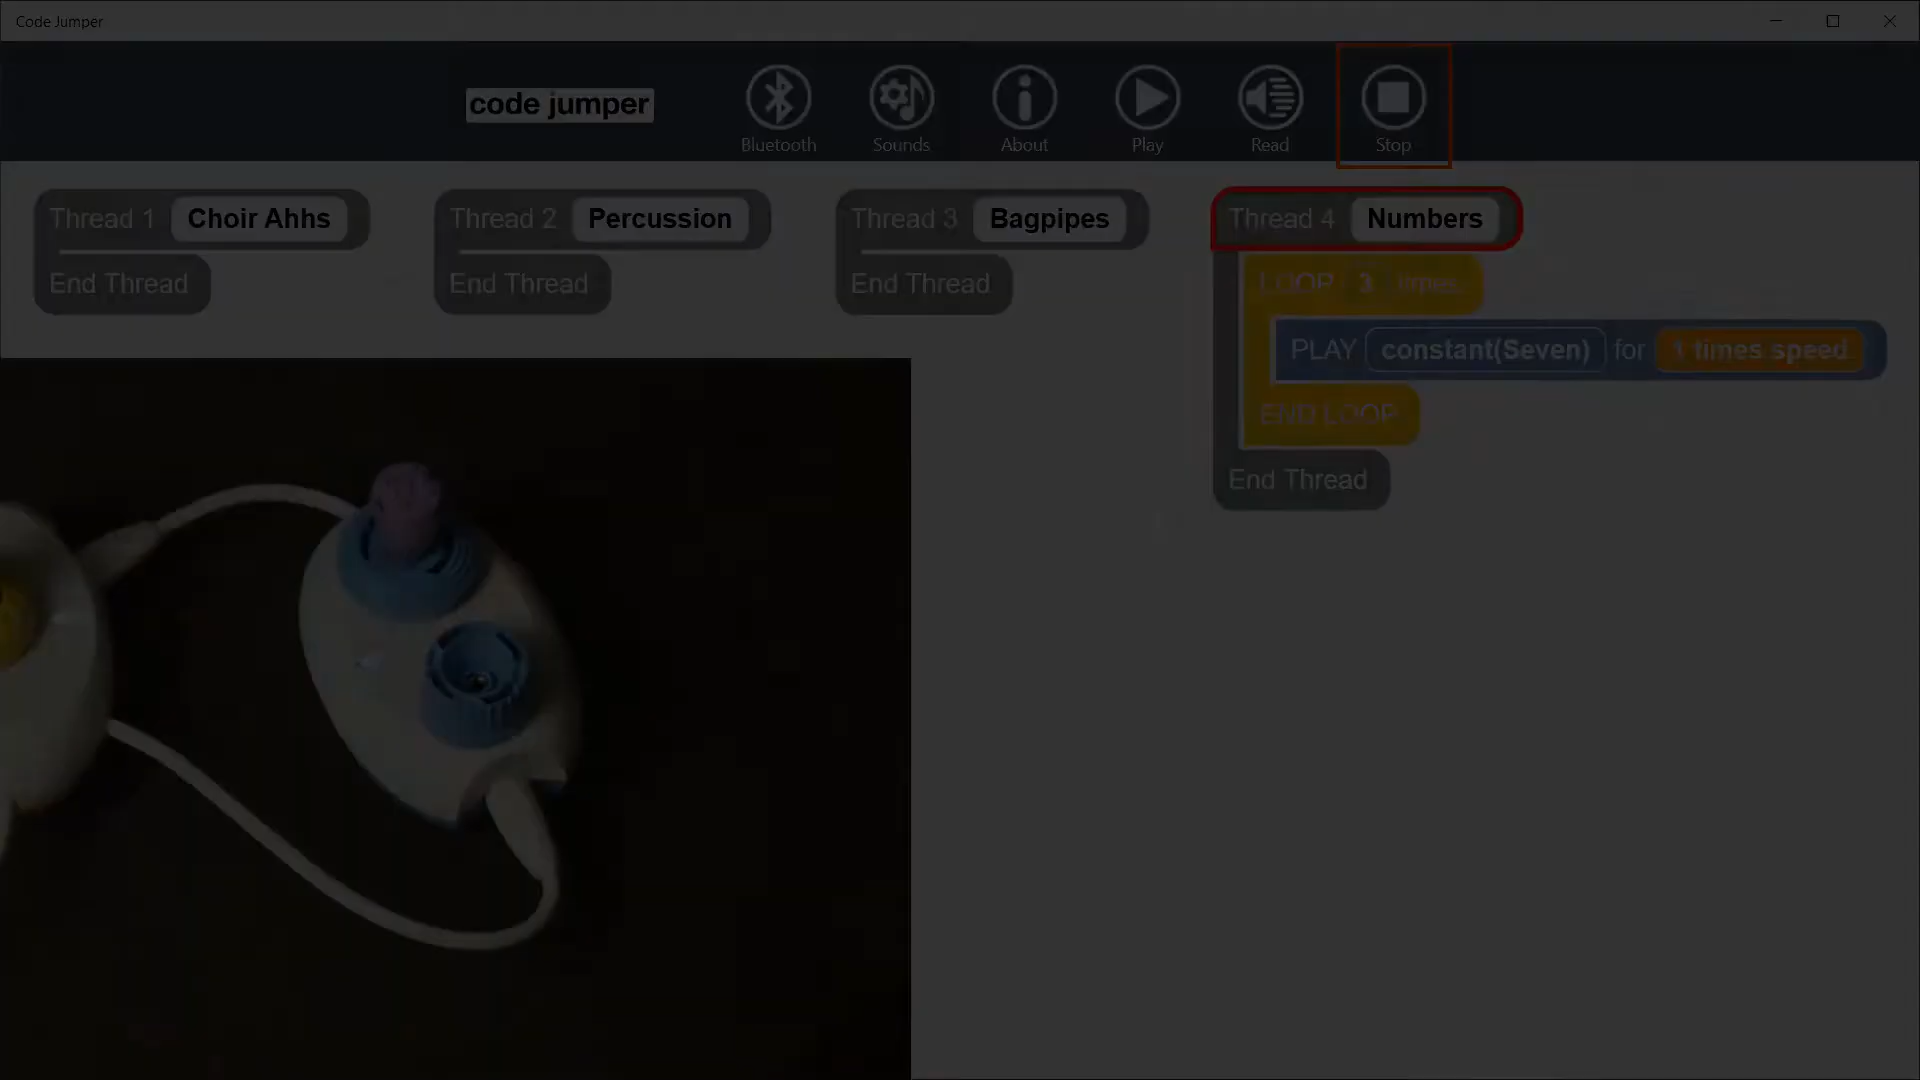 Code Jumper
code jumper
Bluetooth
Sounds
About
Play
Read
Stop
Thread 1 Choir Ahhs
End Thread
Thread 2 Percussion
End Thread
Thread 3 Bagpipes
End Thread
Thread 4 Numbers
LOOP 3 times
PLAY constant(Seven) for 1 times speed
END LOOP
End Thread